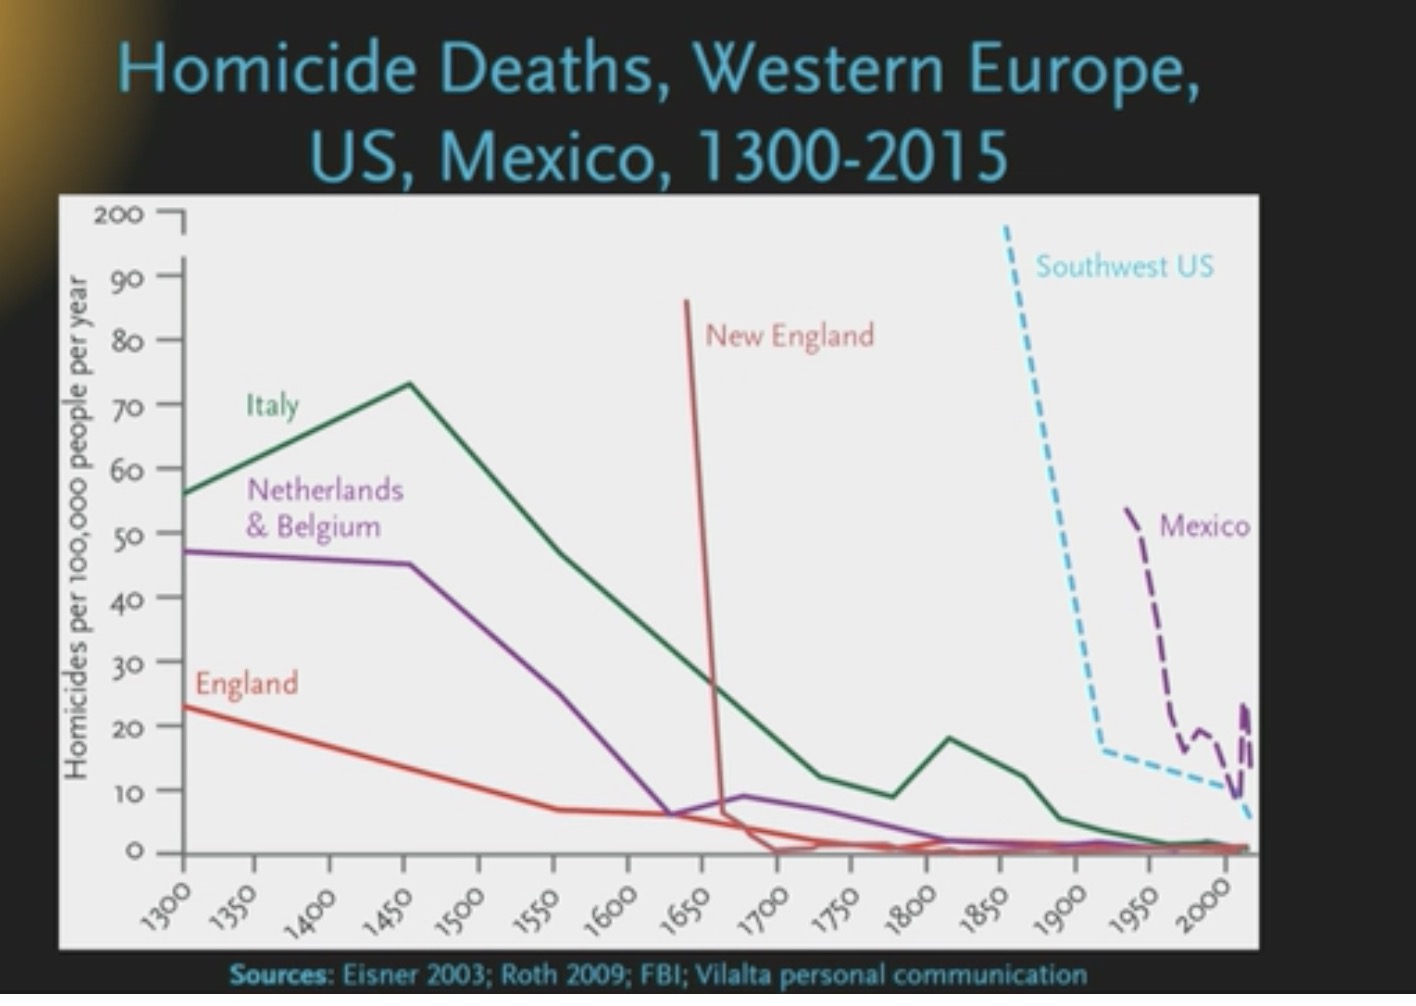 Homicide Deaths, Western Europe,
US, Mexico, 1300-2015
Homicides per 100,000 people per year
200
90
80
70
60
50
40
30
20
10
0
Southwest US
New England
Italy
Netherlands
& Belgium
Mexico
England
1300
1350
1400
1450
1500
1550
1600
1650
1700
1750
1800
1850
1900
1950
2000
Sources: Eisner 2003; Roth 2009; FBI; Vilalta personal communication